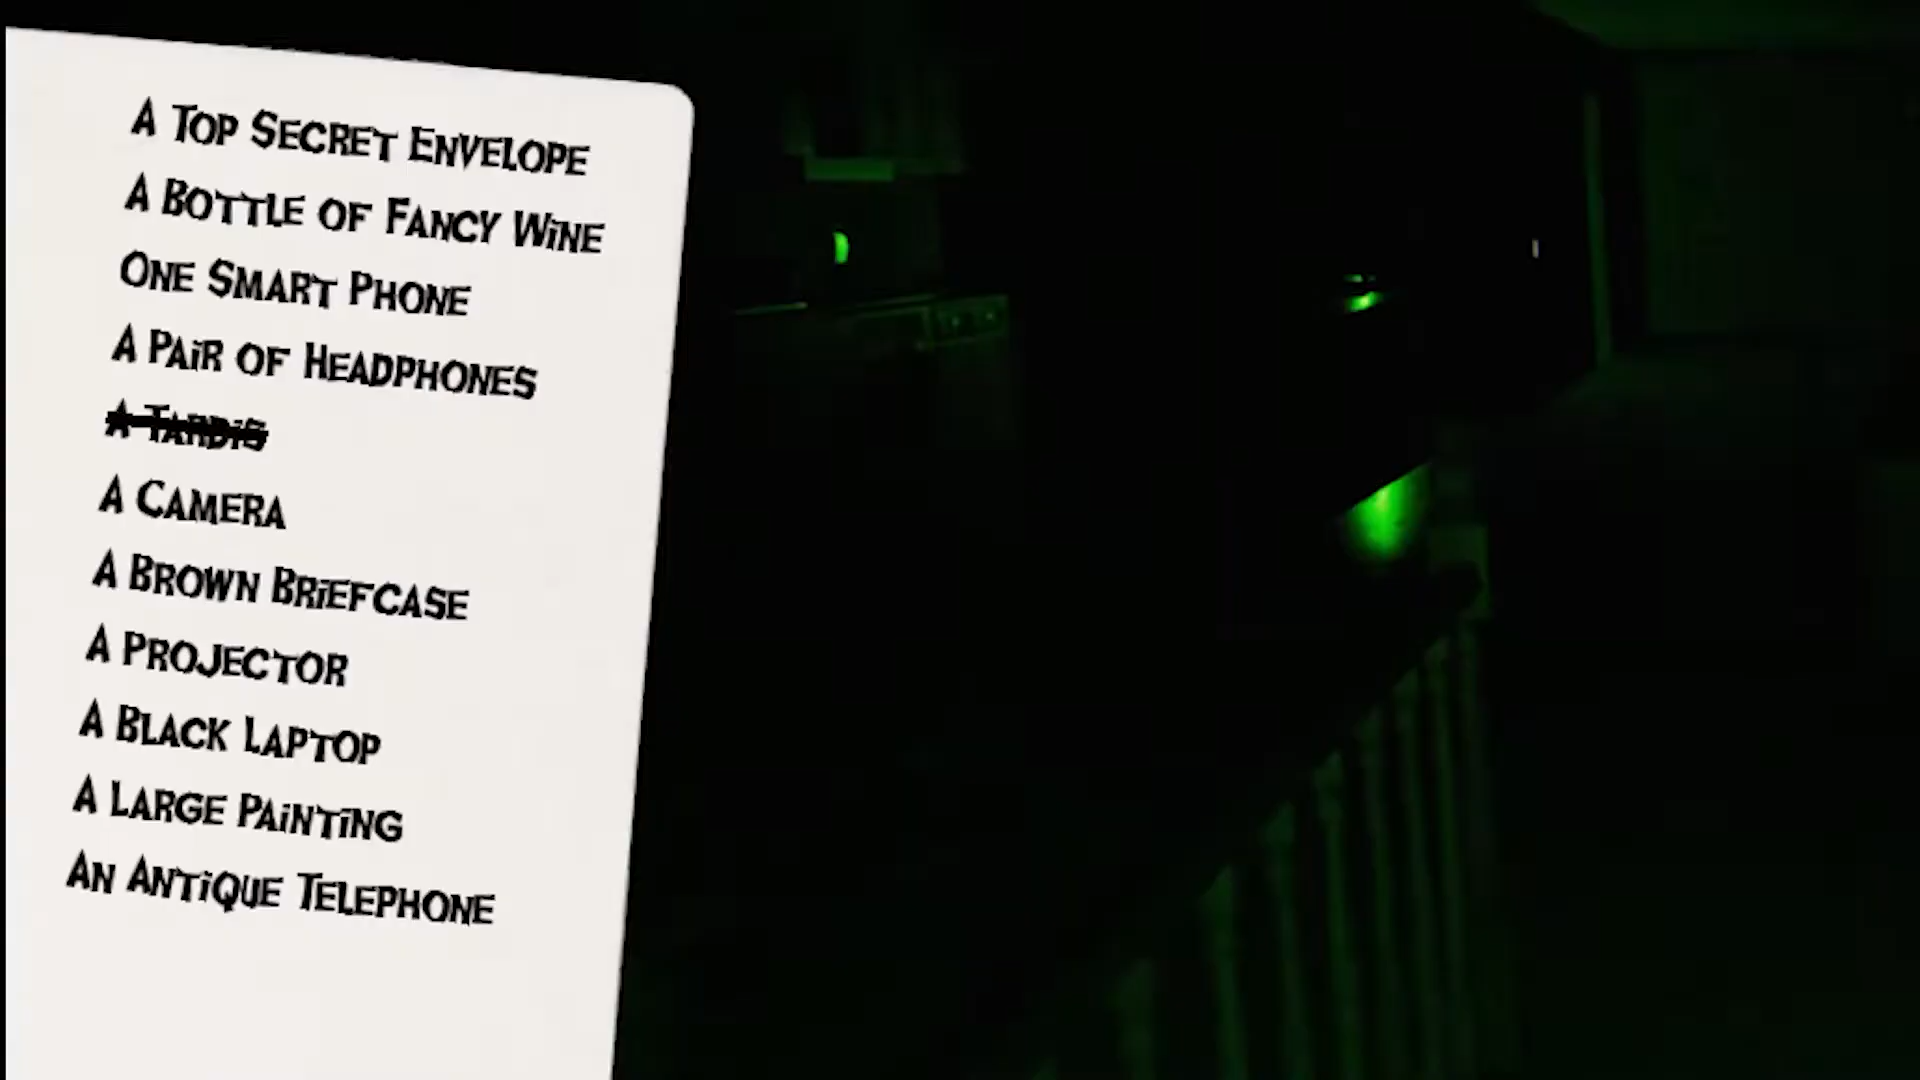 A Top Secret Envelope
A Bottle of Fancy Wine
One Smart Phone
A Pair of Headphones
A Tardis
A Camera
A Brown Briefcase
A Projector
A Black Laptop
A Large Painting
An Antique Telephone